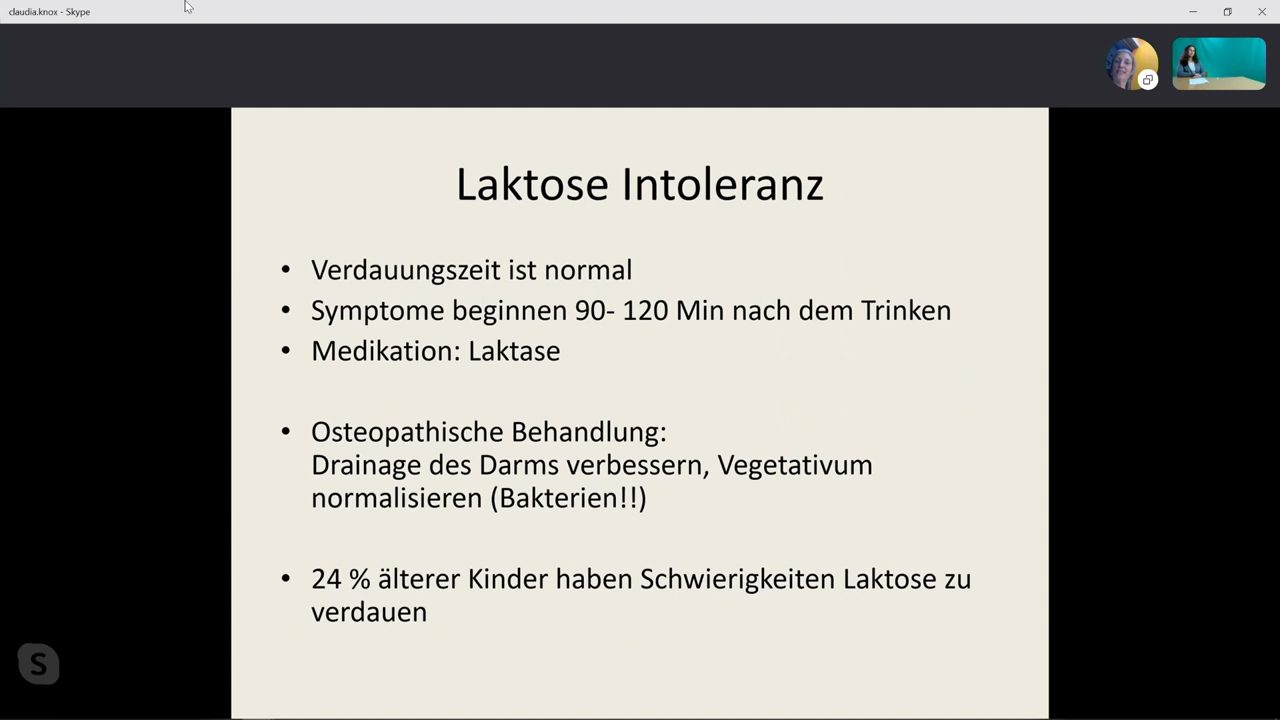 claudia.knox - Skype
Laktose Intoleranz
• Verdauungszeit ist normal
• Symptome beginnen 90- 120 Min nach dem Trinken
• Medikation: Laktase
• Osteopathische Behandlung:
Drainage des Darms verbessern, Vegetativum
normalisieren (Bakterien!!)
• 24 % älterer Kinder haben Schwierigkeiten Laktose zu
verdauen
S